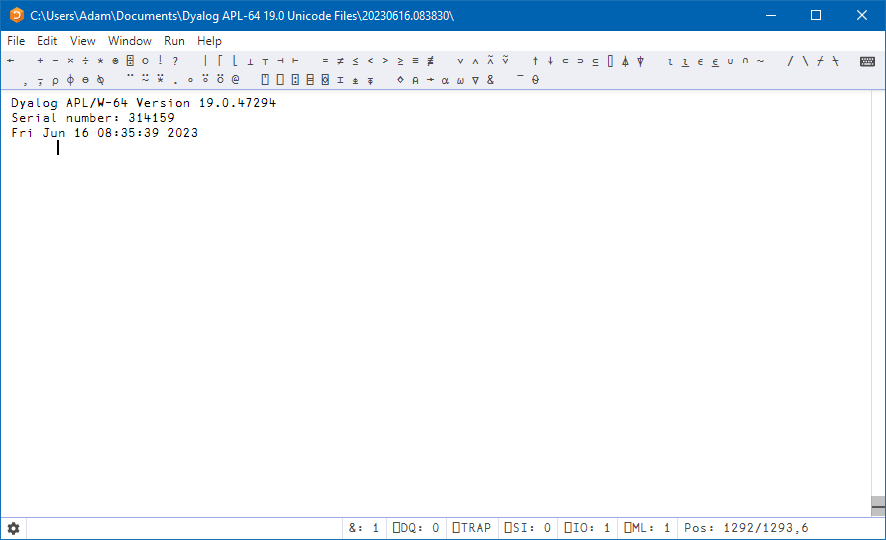 C:\Users\Adam\Documents\Dyalog APL-64 19.0 Unicode Files\20230616.083830\
File Edit View Window Run Help
← + - × ÷ * ⍟ ⌹ ○ ! ? | ⌈ ⌊ ⊥ ⊤ ⊣ ⊢ = ≠ ≤ < > ≥ ≡ ≢ ∨ ∧ ⍲ ⍱ ↑ ↓ ⊂ ⊃ ⊆ ⌷ ⍋ ⍒ ⍳ ⍸ ∊ ⍷ ∪ ∩ ~ / \ ⌿ ⍀
, ⍪ ⍴ ⌽ ⊖ ⍉ ¨ ⍨ ⍣ . ∘ ⍤ ⍥ @ ⍞ ⎕ ⍠ ⌸ ⌺ ⌶ ⍎ ⍕ ⋄ ⍝ → ⍺ ⍵ ∇ & ¯ ⍬
Dyalog APL/W-64 Version 19.0.47294
Serial number: 314159
Fri Jun 16 08:35:39 2023
&: 1 ⎕DQ: 0 ⎕TRAP ⎕SI: 0 ⎕IO: 1 ⎕ML: 1 Pos: 1292/1293,6